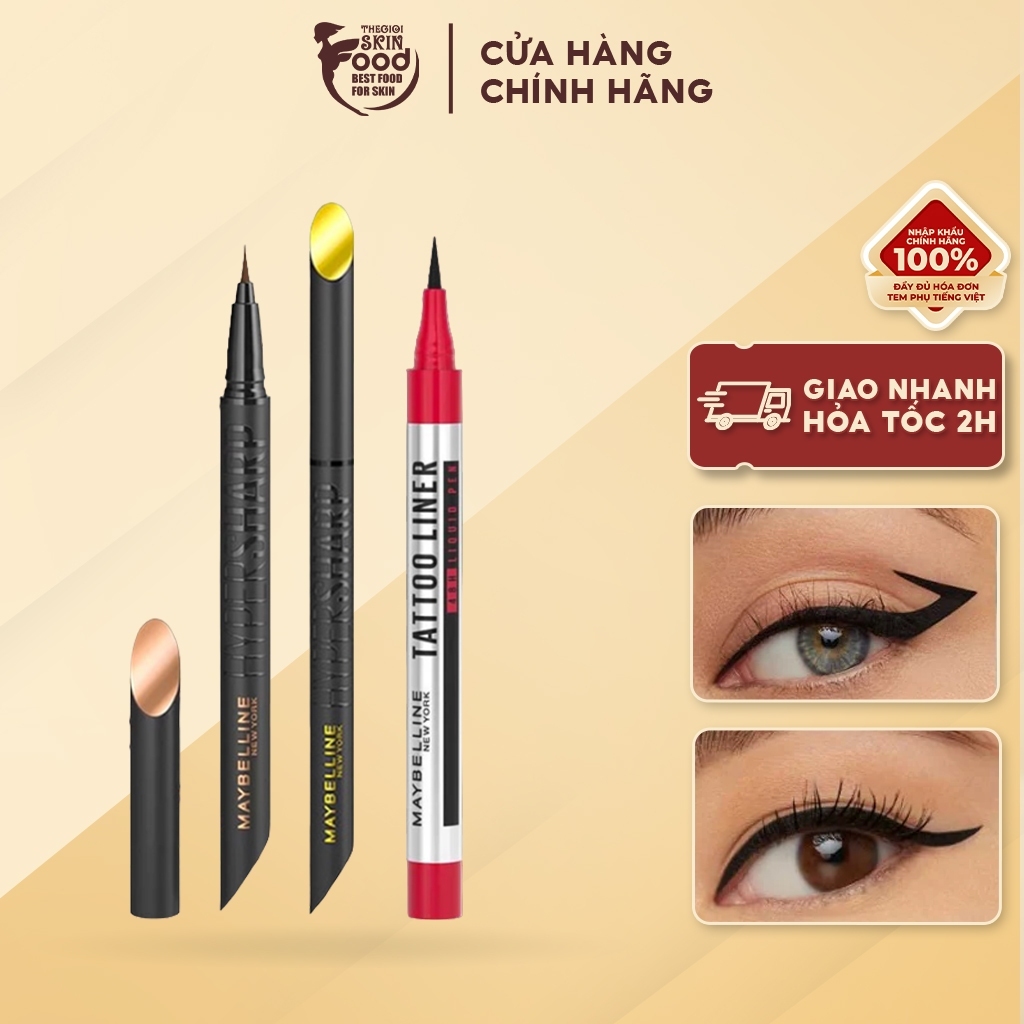 THEGIOI
SKIN
Food
BEST FOOD
FOR SKIN
CỬA HÀNG
CHÍNH HÃNG
NHẬP KHẨU
CHÍNH HÃNG
100%
ĐẦY ĐỦ HÓA ĐƠN
TEM PHỤ TIẾNG VIỆT
GIAO NHANH
HỎA TỐC 2H
HYPERSHARP
MAYBELLINE
NEW YORK
HYPERSHARP
MAYBELLINE
NEW YORK
TATTOO LINER
48H LIQUID PEN
MAYBELLINE
NEW YORK